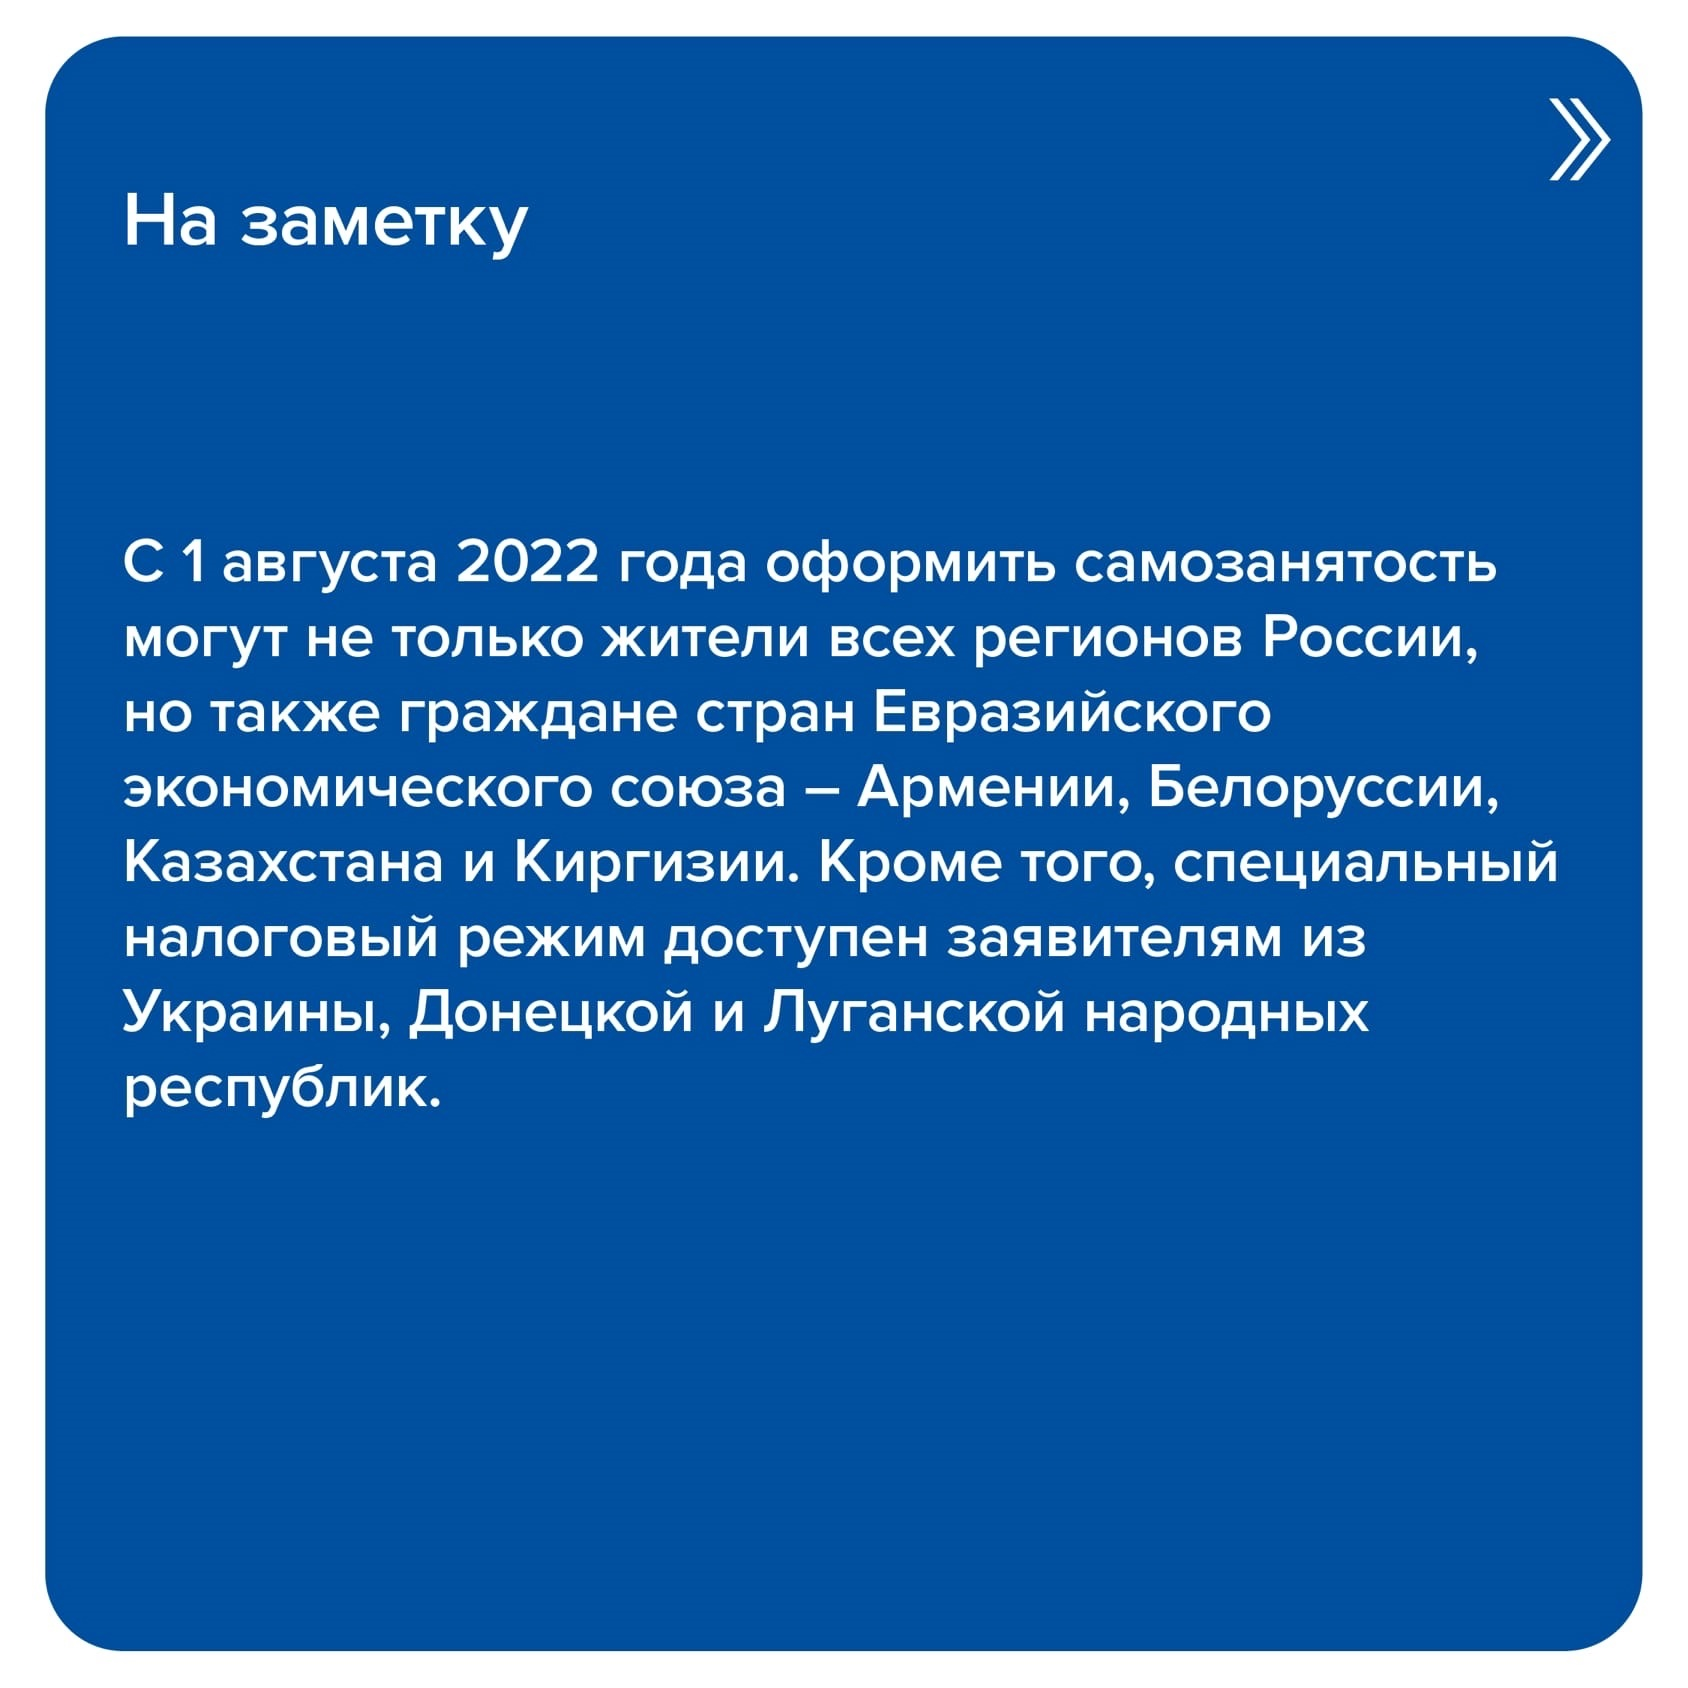 На заметку
С 1 августа 2022 года оформить самозанятость
могут не только жители всех регионов России,
но также граждане стран Евразийского
экономического союза – Армении, Белоруссии,
Казахстана и Киргизии. Кроме того, специальный
налоговый режим доступен заявителям из
Украины, Донецкой и Луганской народных
республик.